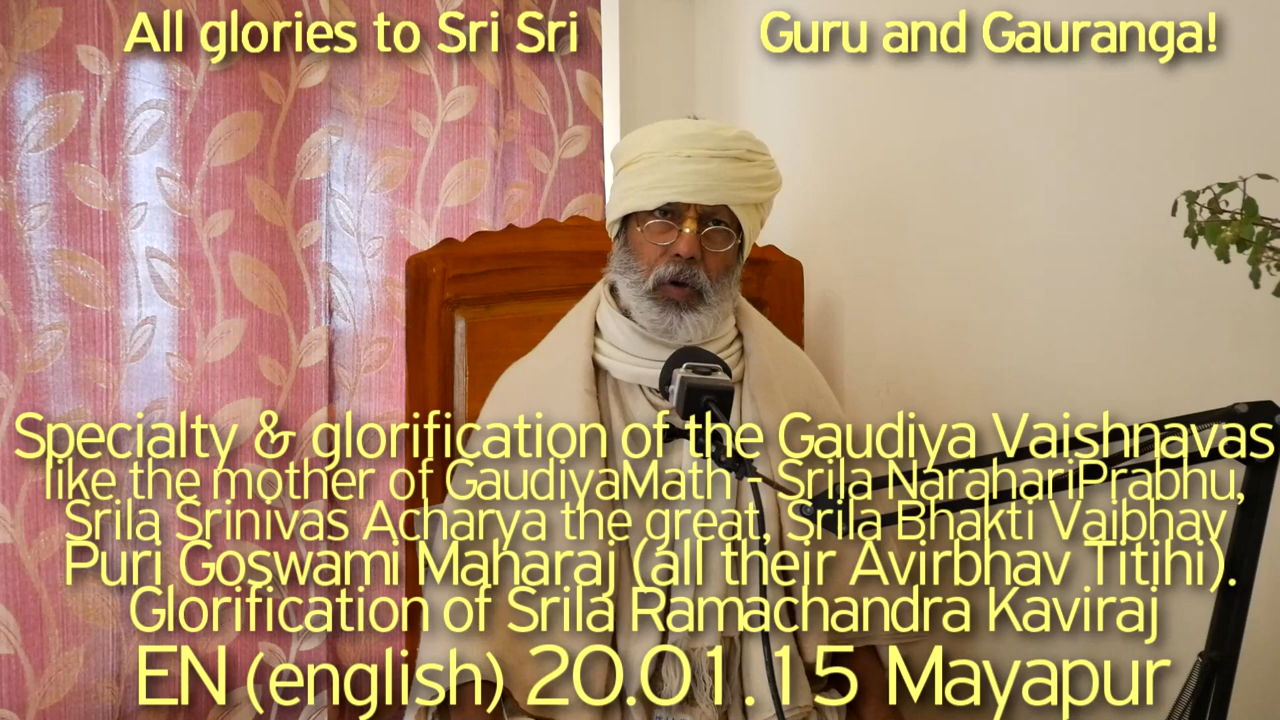 All glories to Sri Sri Guru and Gauranga!
Specialty & glorification of the Gaudiya Vaishnavas
like the mother of GaudiyaMath - Srila NarahariPrabhu,
Srila Srinivas Acharya the great, Srila Bhakti Vaibhav
Puri Goswami Maharaj (all their Avirbhav Titihi).
Glorification of Srila Ramachandra Kaviraj
EN (english) 20.01.15 Mayapur